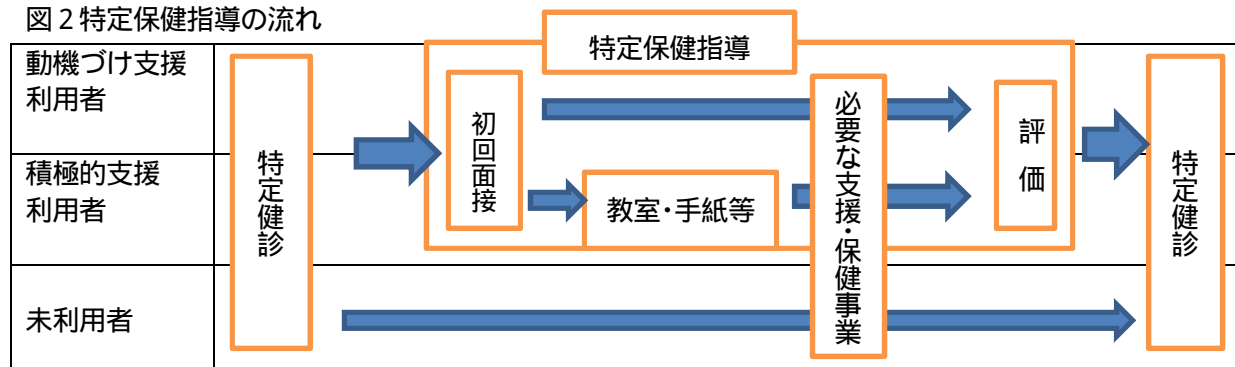 図2特定保健指導の流れ
特定保健指導
動機づけ支援
利用者
積極的支援
利用者
未利用者
特定健診
初回面接
教室・手紙等
必要な支援・保健事業
評価
特定健診